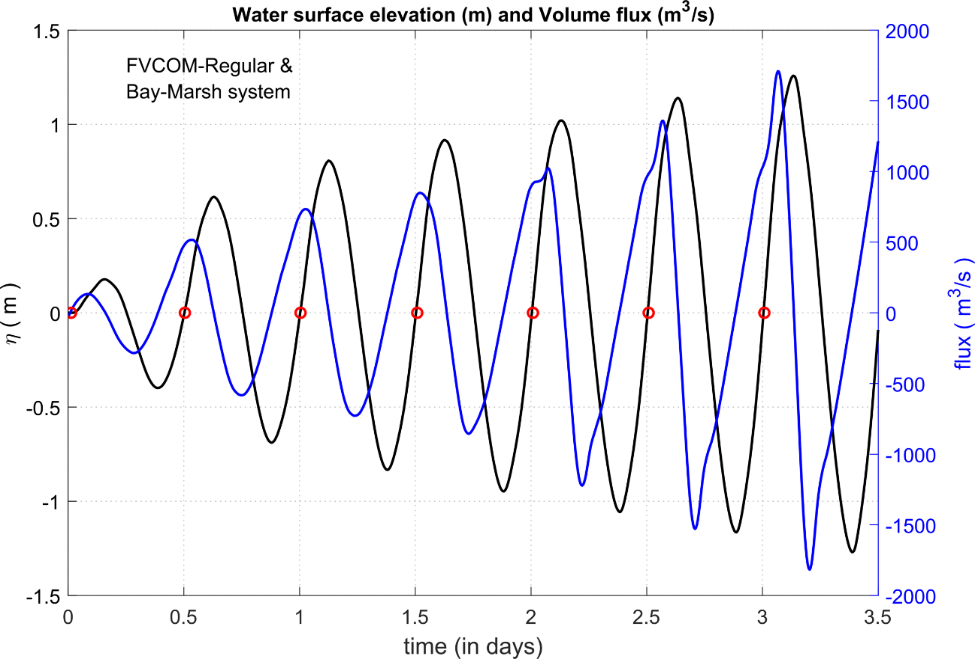 Water surface elevation (m) and Volume flux (m³/s)
FVCOM-Regular &
Bay-Marsh system
1.5
1
0.5
0
-0.5
-1
-1.5
η ( m )
2000
1500
1000
500
0
-500
-1000
-1500
-2000
flux ( m³/s )
0 0.5 1 1.5 2 2.5 3 3.5
time (in days)